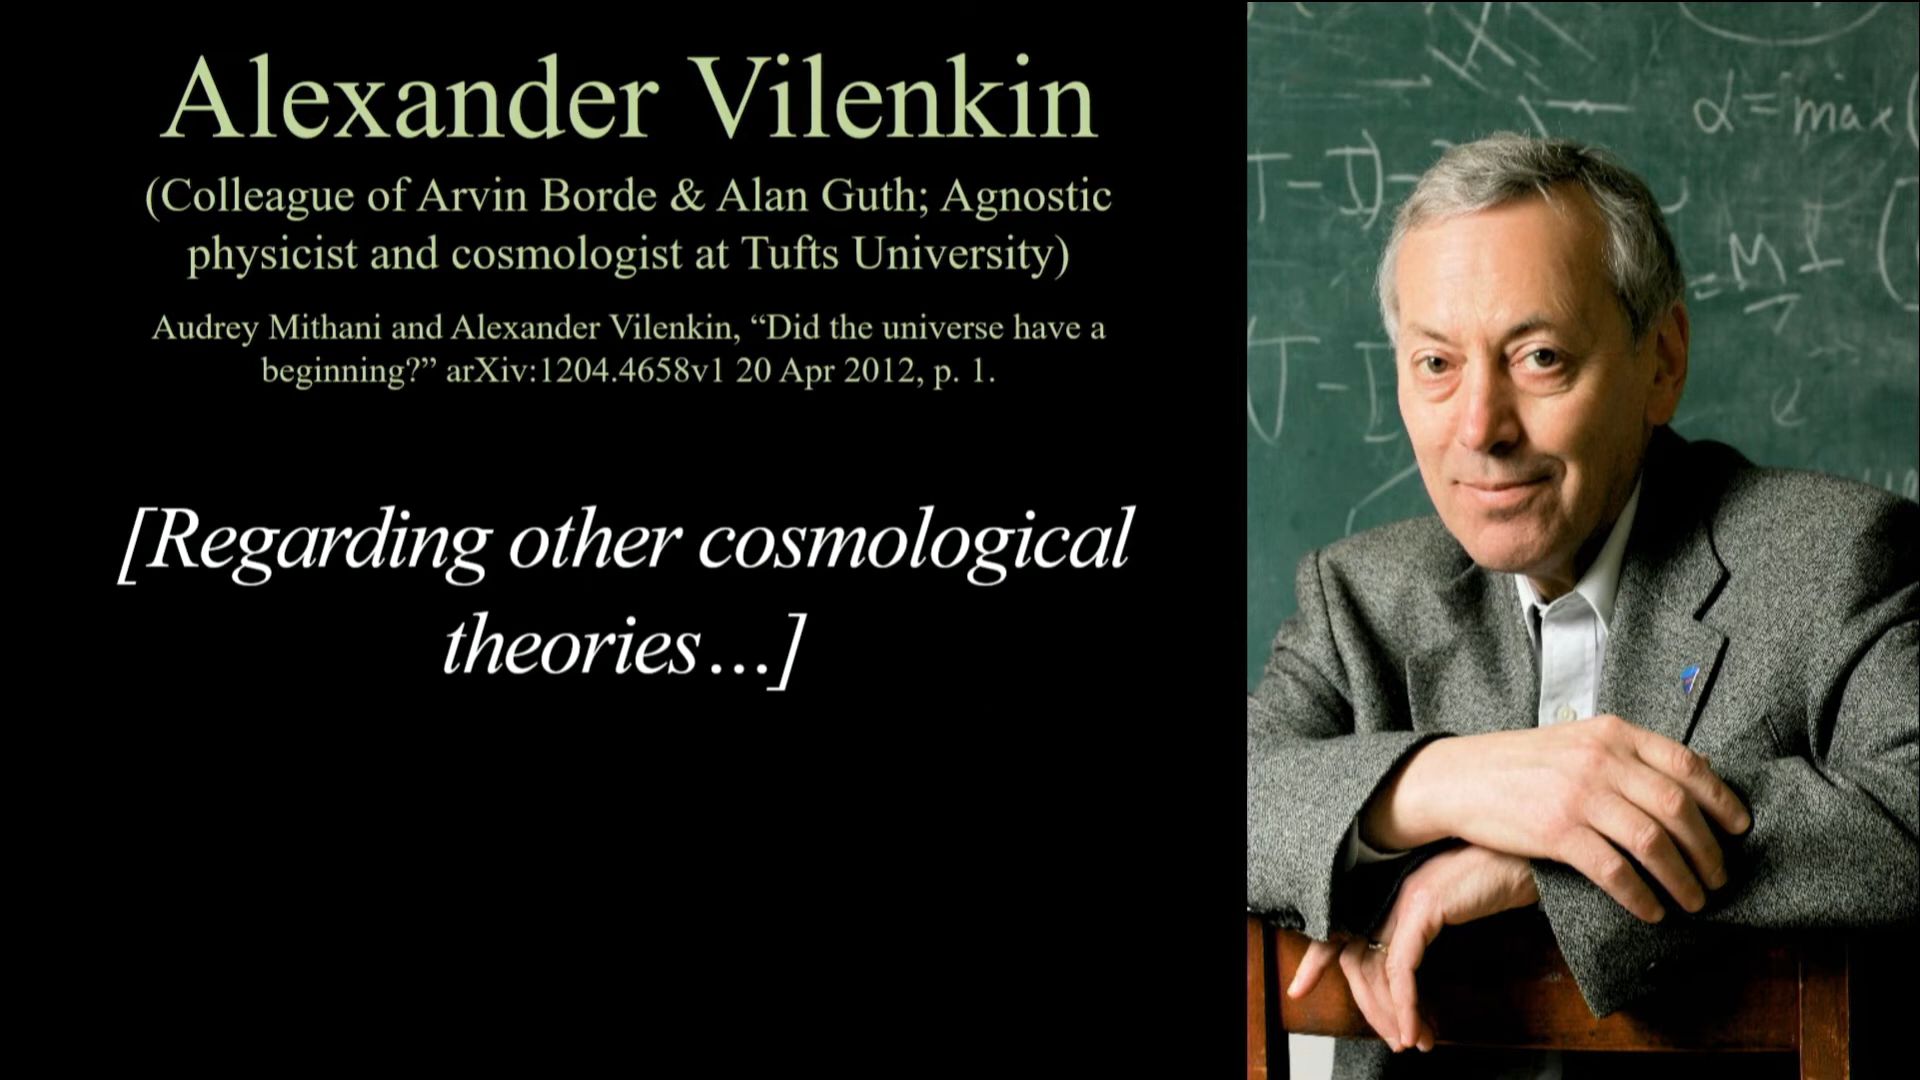 Alexander Vilenkin
(Colleague of Arvin Borde & Alan Guth; Agnostic
physicist and cosmologist at Tufts University)
Audrey Mithani and Alexander Vilenkin, “Did the universe have a
beginning?” arXiv:1204.4658v1 20 Apr 2012, p. 1.
[Regarding other cosmological
theories…]
α = max(